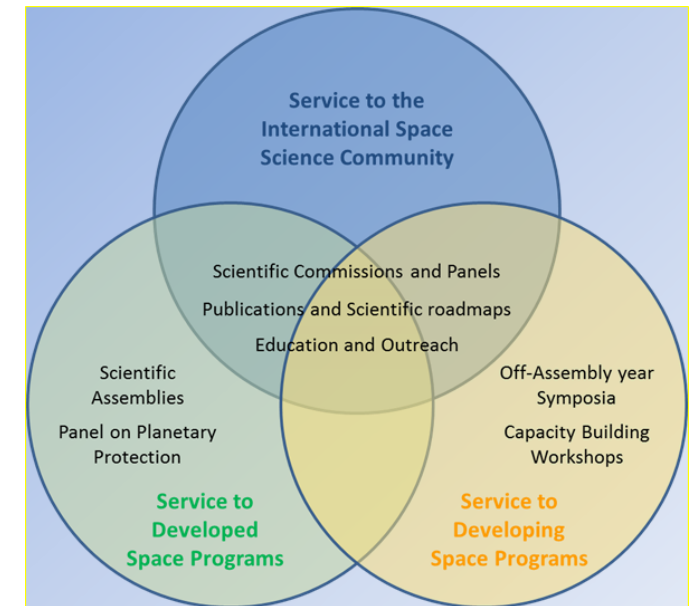 Service to the
International Space
Science Community
Scientific Commissions and Panels
Publications and Scientific roadmaps
Education and Outreach
Scientific
Assemblies
Panel on Planetary
Protection
Off-Assembly year
Symposia
Capacity Building
Workshops
Service to
Developed
Space Programs
Service to
Developing
Space Programs